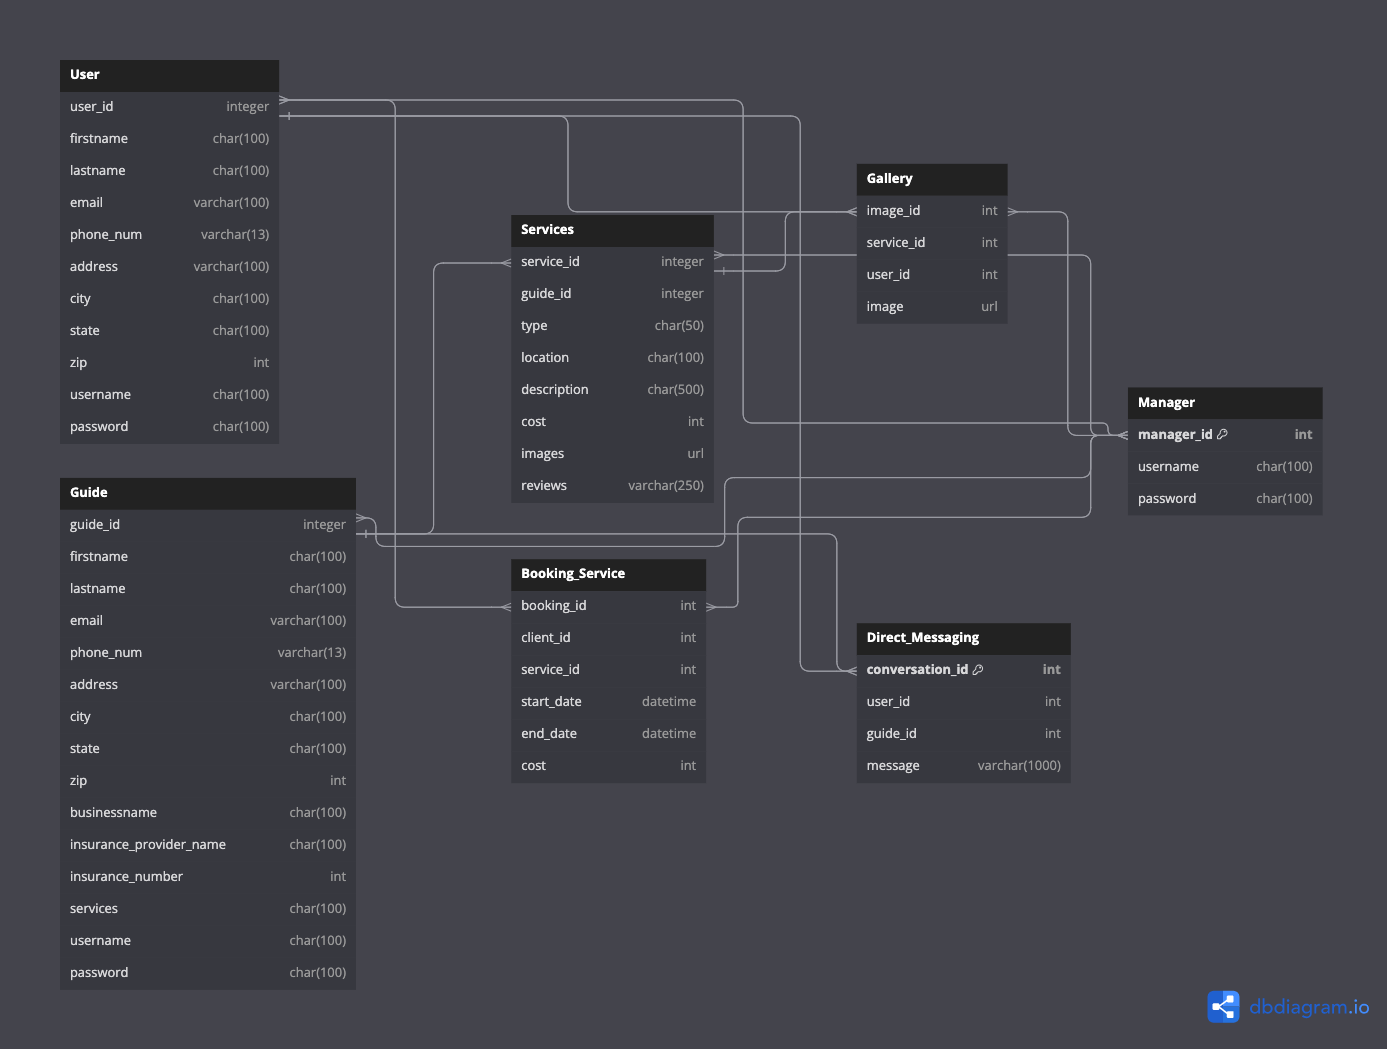 User
user_id integer
firstname char(100)
lastname char(100)
email varchar(100)
phone_num varchar(13)
address varchar(100)
city char(100)
state char(100)
zip int
username char(100)
password char(100)
Guide
guide_id integer
firstname char(100)
lastname char(100)
email varchar(100)
phone_num varchar(13)
address varchar(100)
city char(100)
state char(100)
zip int
businessname char(100)
insurance_provider_name char(100)
insurance_number int
services char(100)
username char(100)
password char(100)
Services
service_id integer
guide_id integer
type char(50)
location char(100)
description char(500)
cost int
images url
reviews varchar(250)
Booking_Service
booking_id int
client_id int
service_id int
start_date datetime
end_date datetime
cost int
Gallery
image_id int
service_id int
user_id int
image url
Direct_Messaging
conversation_id int
user_id int
guide_id int
message varchar(1000)
Manager
manager_id int
username char(100)
password char(100)
dbdiagram.io